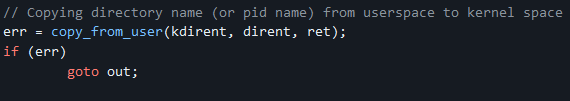 // Copying directory name (or pid name) from userspace to kernel space
err = copy_from_user(kdirent, dirent, ret);
if (err)
        goto out;